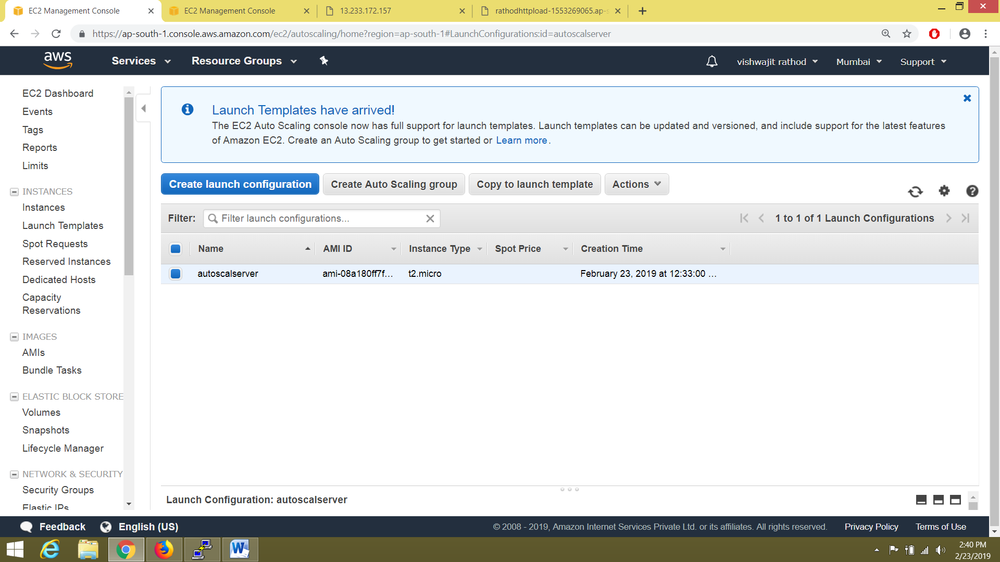 EC2 Management Console
EC2 Management Console
13.233.172.157
rathodhttpload-1553269065.ap-s
https://ap-south-1.console.aws.amazon.com/ec2/autoscaling/home?region=ap-south-1#LaunchConfigurations:id=autoscalserver
aws
Services
Resource Groups
vishwajit rathod
Mumbai
Support
EC2 Dashboard
Events
Tags
Reports
Limits
INSTANCES
Instances
Launch Templates
Spot Requests
Reserved Instances
Dedicated Hosts
Capacity
Reservations
IMAGES
AMIs
Bundle Tasks
ELASTIC BLOCK STORE
Volumes
Snapshots
Lifecycle Manager
NETWORK & SECURITY
Security Groups
Elastic IPs
Launch Templates have arrived!
The EC2 Auto Scaling console now has full support for launch templates. Launch templates can be updated and versioned, and include support for the latest features
of Amazon EC2. Create an Auto Scaling group to get started or Learn more.
Create launch configuration
Create Auto Scaling group
Copy to launch template
Actions
Filter: Filter launch configurations...
1 to 1 of 1 Launch Configurations
Name AMI ID Instance Type Spot Price Creation Time
autoscalserver ami-08a180ff7f... t2.micro February 23, 2019 at 12:33:00 ...
Launch Configuration: autoscalserver
Feedback
English (US)
© 2008 - 2019, Amazon Internet Services Private Ltd. or its affiliates. All rights reserved.
Privacy Policy
Terms of Use
2:40 PM
2/23/2019